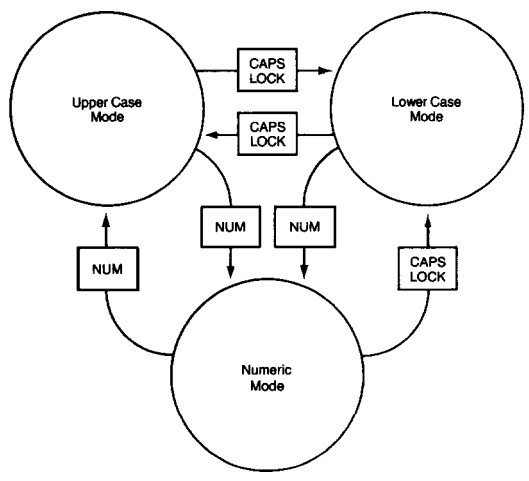 CAPS
LOCK
Upper Case
Mode
Lower Case
Mode
CAPS
LOCK
NUM
NUM
NUM
CAPS
LOCK
Numeric
Mode